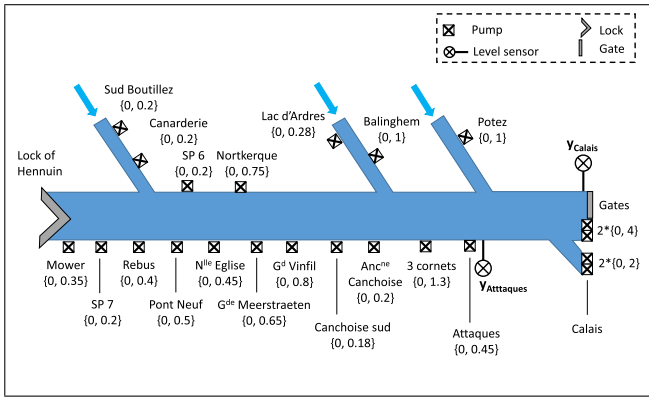 Pump
Lock
Level sensor
Gate
Sud Boutillez
{0, 0.2}
Canarderie
{0, 0.2}
SP 6
{0, 0.2}
Nortkerque
{0, 0.75}
Lac d'Ardres
{0, 0.28}
Balinghem
{0, 1}
Potez
{0, 1}
yCalais
Lock of
Hennuin
Gates
2*{0, 4}
2*{0, 2}
Calais
Mower
{0, 0.35}
SP 7
{0, 0.2}
Rebus
{0, 0.4}
Pont Neuf
{0, 0.5}
Nlle Eglise
{0, 0.45}
Gde Meerstraeten
{0, 0.65}
Gd Vinfil
{0, 0.8}
Canchoise sud
{0, 0.18}
Ancne
Canchoise
{0, 0.2}
3 cornets
{0, 1.3}
Attaques
{0, 0.45}
yAtttaques